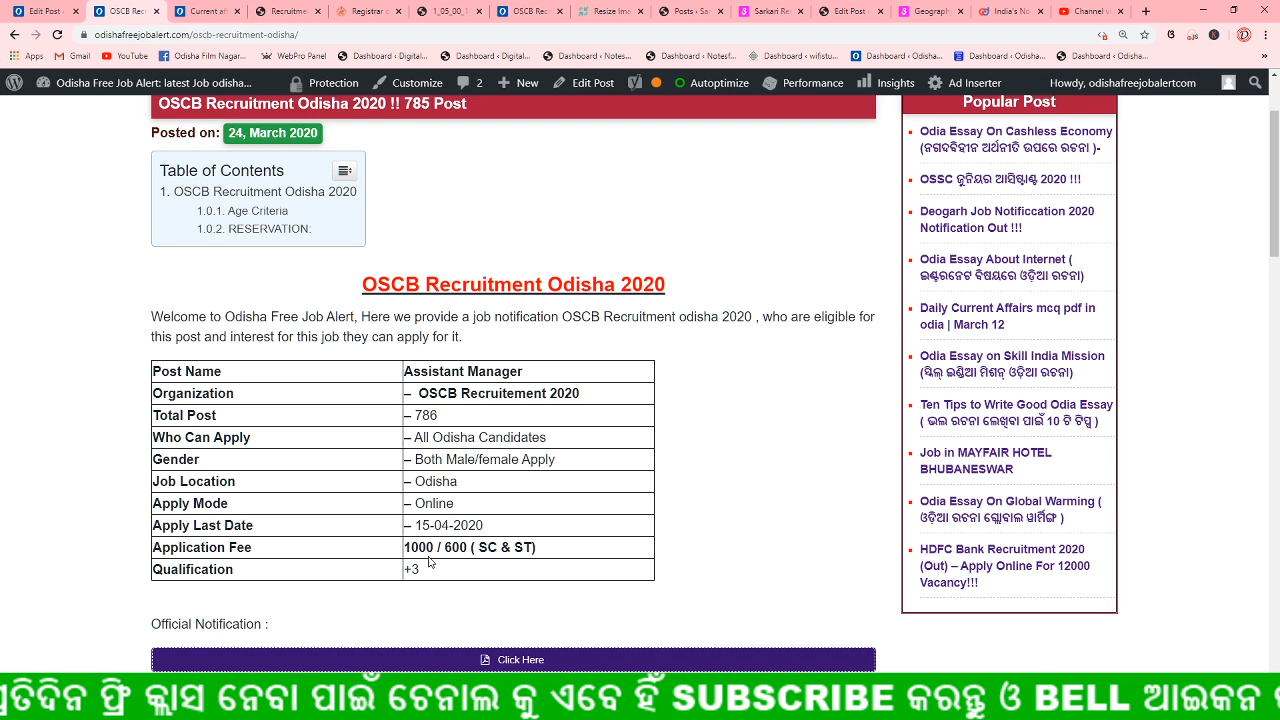 Edit Post
OSCB Rec
Current aff
Recruitme
Registrar o
1_05_00_1
OSCB Rec
Resize Ima
Posts ‹ Sa
Sarkari Re
Edit Post ‹
Geography
India's No
Channel v
odishafreejobalert.com/oscb-recruitment-odisha/
Apps
Gmail
YouTube
Odisha Film Nagar...
WebPro Kit
Dashboard ‹ Digital...
Dashboard ‹ Digital...
Dashboard ‹ Notes...
Dashboard ‹ Notesf...
Dashboard ‹ Notesf...
Dashboard ‹ wifistu...
Dashboard ‹ Odisha...
Dashboard ‹ Odisha...
Dashboard ‹ Odisha...
Odisha Free Job Alert: latest Job odisha...
Protection
Customize
2
New
Edit Post
Autoptimize
Performance
Insights
Ad Inserter
Howdy, odishafreejobalertcom
OSCB Recruitment Odisha 2020 !! 785 Post
Posted on: 24, March 2020
Table of Contents
1. OSCB Recruitment Odisha 2020
1.0.1. Age Criteria
1.0.2. RESERVATION:
OSCB Recruitment Odisha 2020
Welcome to Odisha Free Job Alert, Here we provide a job notification OSCB Recruitment odisha 2020 , who are eligible for
this post and interest for this job they can apply for it.
Post Name Assistant Manager
Organization – OSCB Recruitement 2020
Total Post – 786
Who Can Apply – All Odisha Candidates
Gender – Both Male/female Apply
Job Location – Odisha
Apply Mode – Online
Apply Last Date – 15-04-2020
Application Fee 1000 / 600 ( SC & ST)
Qualification +3
Official Notification :
Click Here
Popular Post
Odia Essay On Cashless Economy
(ନଗଦବିହୀନ ଅର୍ଥନୀତି ଉପରେ ରଚନା )-
OSSC ଜୁନିୟର ଆସିଷ୍ଟାଣ୍ଟ 2020 !!!
Deogarh Job Notificcation 2020
Notification Out !!!
Odia Essay About Internet (
ଇଣ୍ଟରନେଟ ବିଷୟରେ ଓଡ଼ିଆ ରଚନା)
Daily Current Affairs mcq pdf in
odia | March 12
Odia Essay on Skill India Mission
(ସ୍କିଲ୍ ଇଣ୍ଡିଆ ମିଶନ୍ ଓଡ଼ିଆ ରଚନା)
Ten Tips to Write Good Odia Essay
( ଭଲ ରଚନା ଲେଖିବା ପାଇଁ 10 ଟି ଟିପ୍ସ )
Job in MAYFAIR HOTEL
BHUBANESWAR
Odia Essay On Global Warming (
ଓଡ଼ିଆ ରଚନା ଗ୍ଲୋବାଲ ୱାର୍ମିଙ୍ଗ )
HDFC Bank Recruitment 2020
(Out) – Apply Online For 12000
Vacancy!!!
ପ୍ରତିଦିନ ଫ୍ରି କ୍ଲାସ ନେବା ପାଇଁ ଚେନାଲ କୁ ଏବେ ହିଁ SUBSCRIBE କରନ୍ତୁ ଓ BELL ଆଇକନ